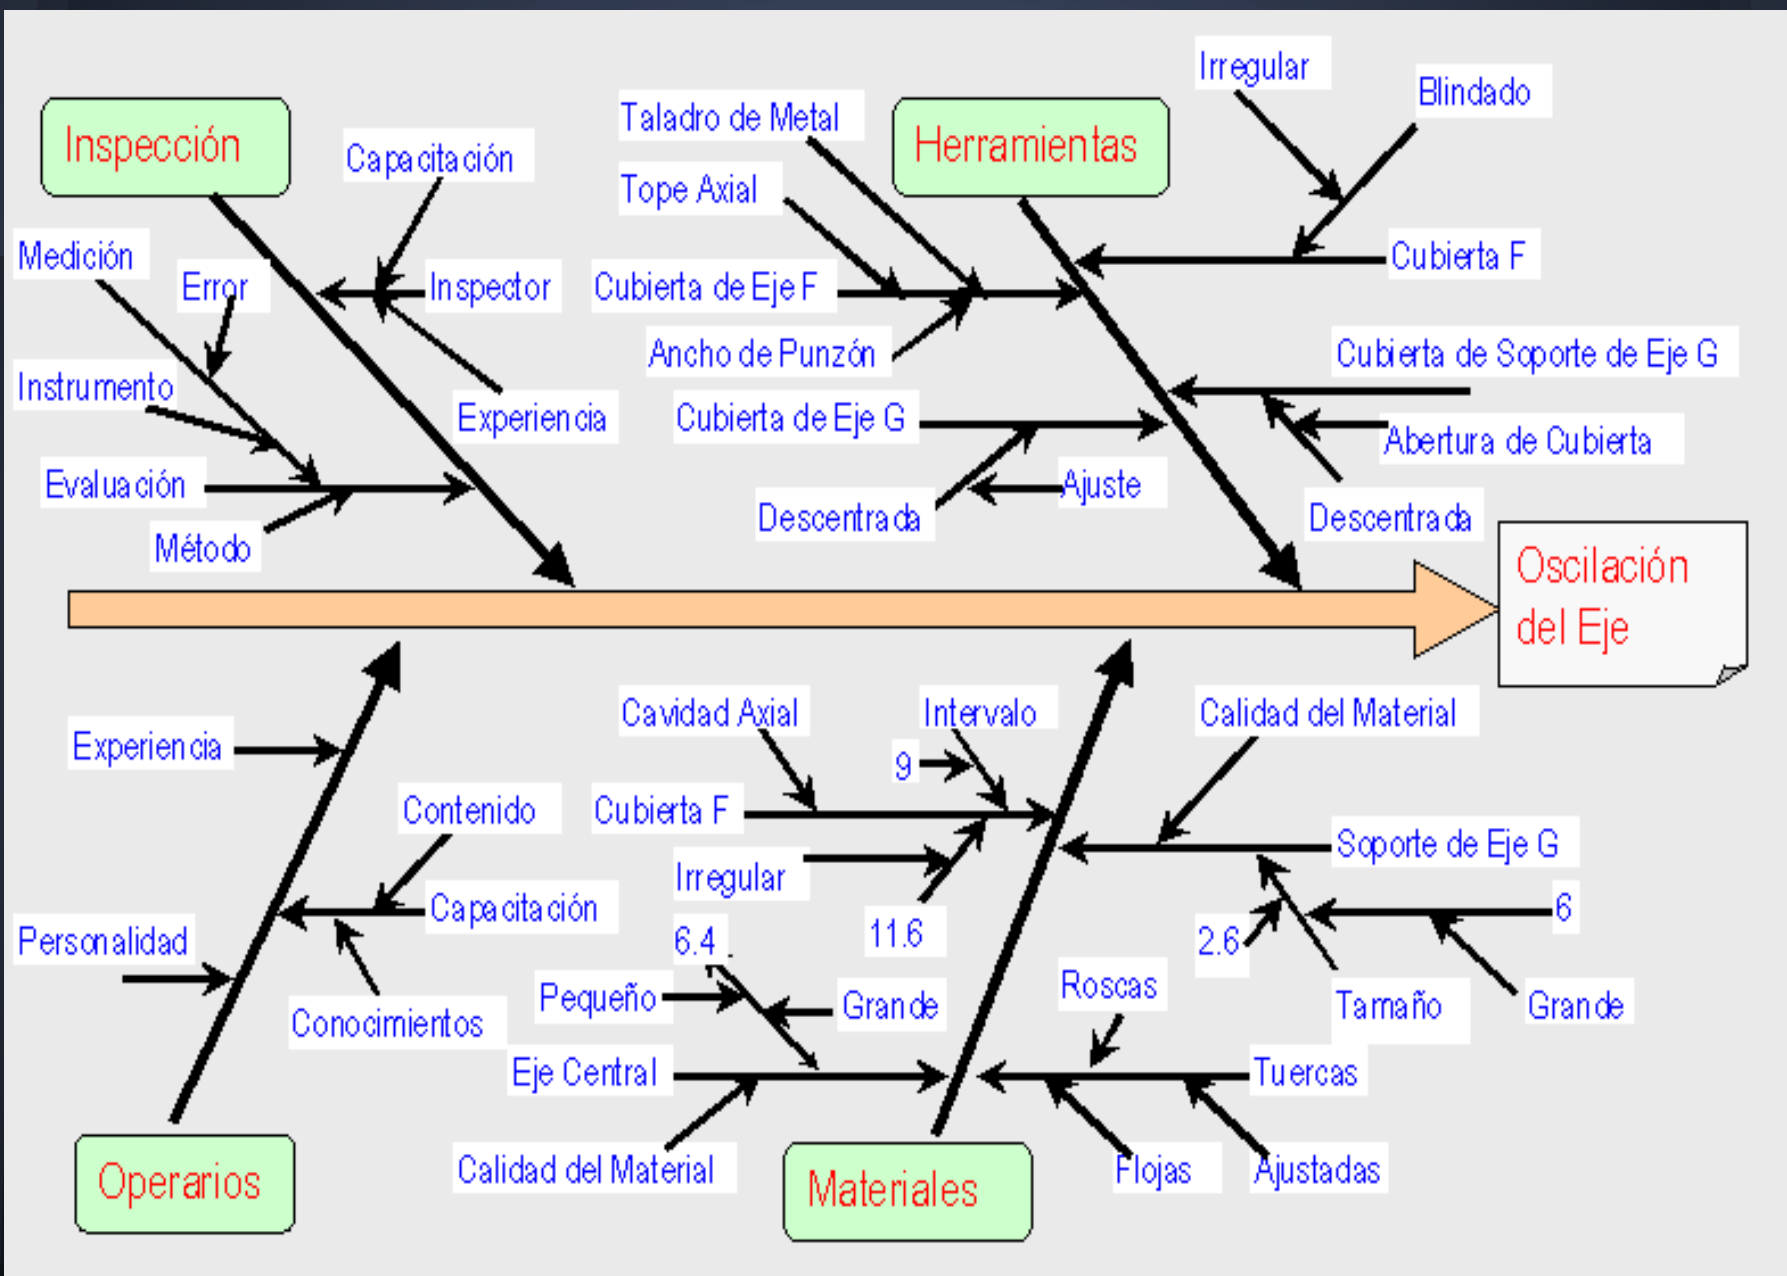 Irregular
Blindado
Taladro de Metal
Inspección
Herramientas
Capacitación
Tope Axial
Medición
Error
Inspector
Cubierta de Eje F
Cubierta F
Ancho de Punzón
Cubierta de Soporte de Eje G
Instrumento
Experiencia
Cubierta de Eje G
Abertura de Cubierta
Evaluación
Ajuste
Descentrada
Descentrada
Método
Oscilación
del Eje
Experiencia
Cavidad Axial
Intervalo
Calidad del Material
9
Contenido
Cubierta F
Soporte de Eje G
Irregular
Capacitación
6
Personalidad
6.4
11.6
2.6
Conocimientos
Pequeño
Grande
Roscas
Tamaño
Grande
Eje Central
Tuercas
Calidad del Material
Flojas
Ajustadas
Operarios
Materiales